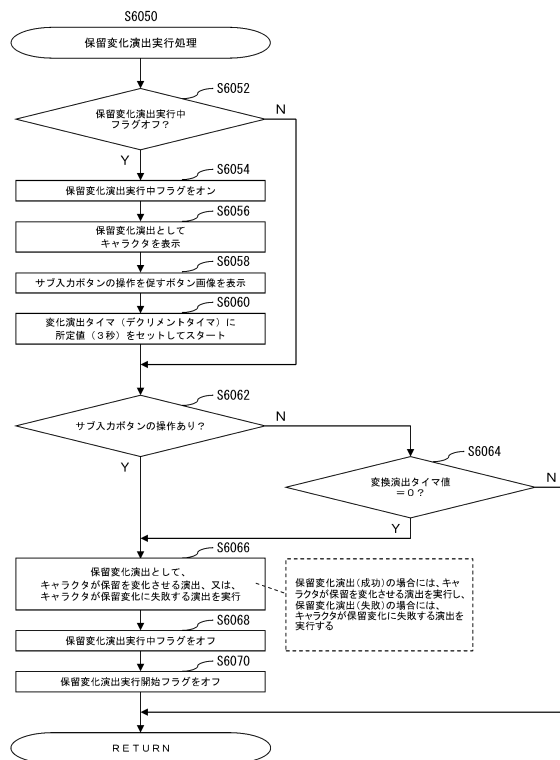 S6050
保留変化演出実行処理
S6052
保留変化演出実行中
フラグオフ？
N
Y
S6054
保留変化演出実行中フラグをオン
S6056
保留変化演出として
キャラクタを表示
S6058
サブ入力ボタンの操作を促すボタン画像を表示
S6060
変化演出タイマ（デクリメントタイマ）に
所定値（３秒）をセットしてスタート
S6062
サブ入力ボタンの操作あり？
N
Y
S6064
変換演出タイマ値
＝０？
N
Y
S6066
保留変化演出として、
キャラクタが保留を変化させる演出、又は、
キャラクタが保留変化に失敗する演出を実行
保留変化演出（成功）の場合には、キャ
ラクタが保留を変化させる演出を実行し、
保留変化演出（失敗）の場合には、
キャラクタが保留変化に失敗する演出を
実行する
S6068
保留変化演出実行中フラグをオフ
S6070
保留変化演出実行開始フラグをオフ
ＲＥＴＵＲＮ